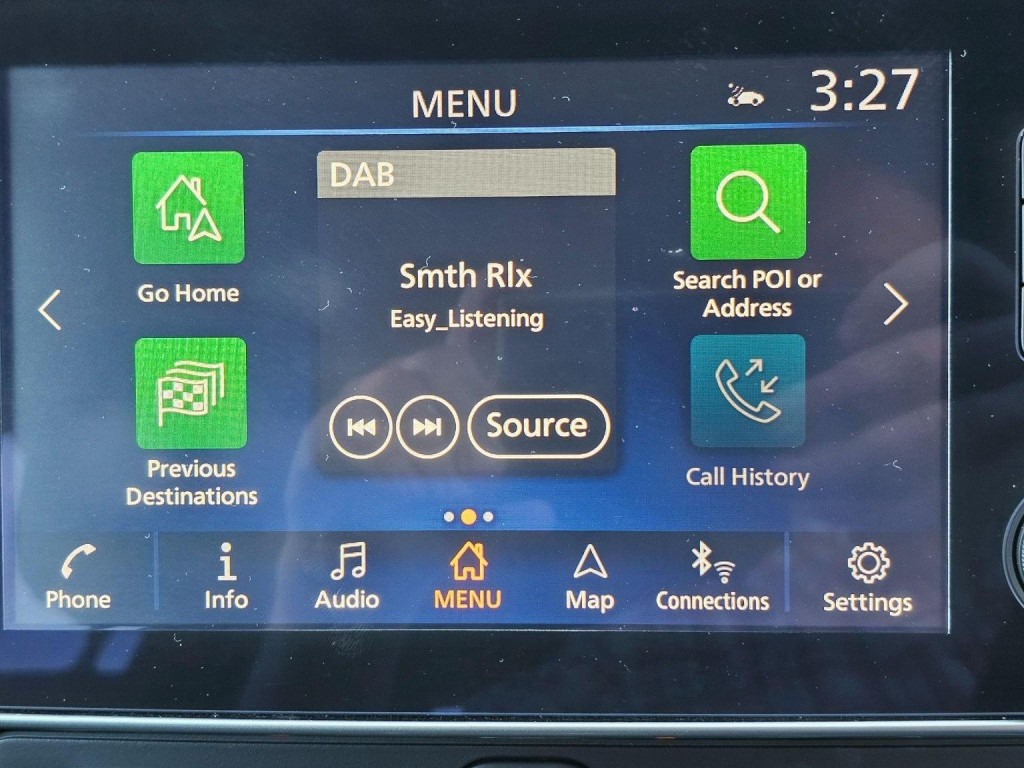 MENU
3:27
DAB
Go Home
Smth Rlx
Easy_Listening
Search POI or
Address
Previous
Destinations
Source
Call History
Phone
Info
Audio
MENU
Map
Connections
Settings